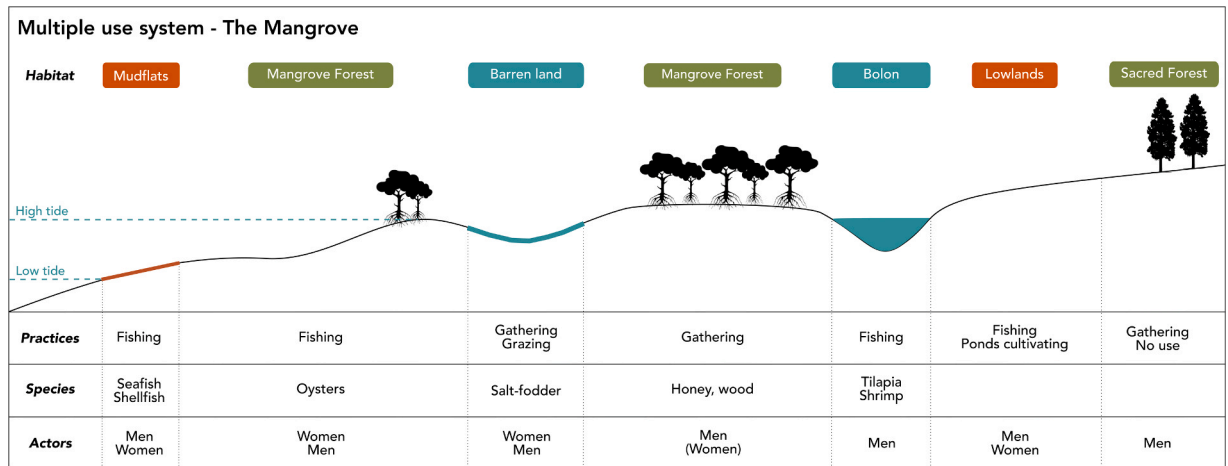 Multiple use system - The Mangrove
Habitat
Mudflats
Mangrove Forest
Barren land
Mangrove Forest
Bolon
Lowlands
Sacred Forest
High tide
Low tide
Practices
Fishing
Fishing
Gathering
Grazing
Gathering
Fishing
Fishing
Ponds cultivating
Gathering
No use
Species
Seafish
Shellfish
Oysters
Salt-fodder
Honey, wood
Tilapia
Shrimp
Actors
Men
Women
Women
Men
Women
Men
Men
(Women)
Men
Men
Women
Men